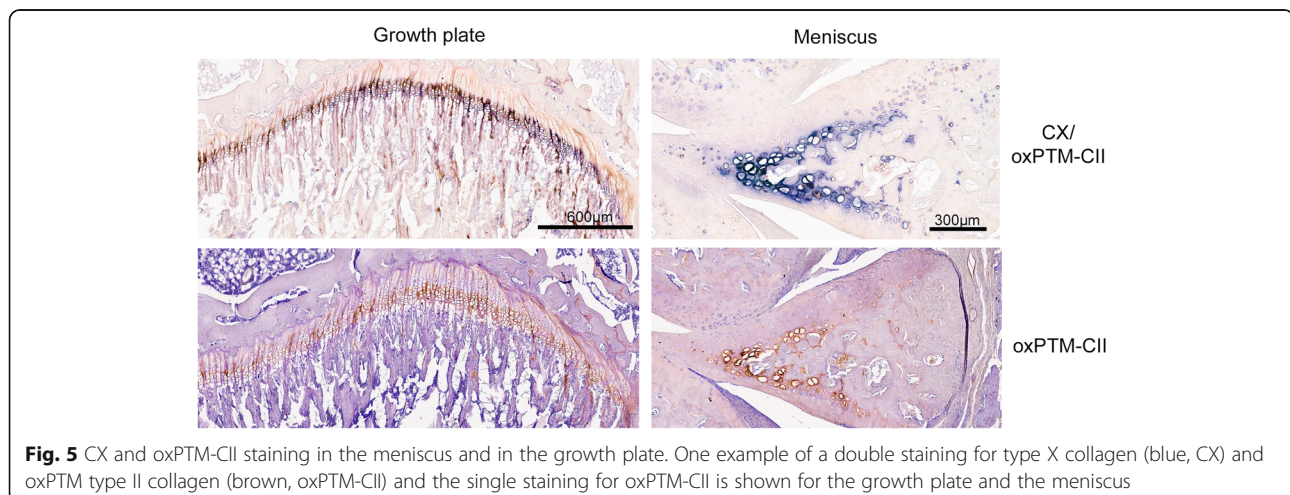 Growth plate
Meniscus
CX/
oxPTM-CII
600µm
300µm
oxPTM-CII
Fig. 5 CX and oxPTM-CII staining in the meniscus and in the growth plate. One example of a double staining for type X collagen (blue, CX) and
oxPTM type II collagen (brown, oxPTM-CII) and the single staining for oxPTM-CII is shown for the growth plate and the meniscus